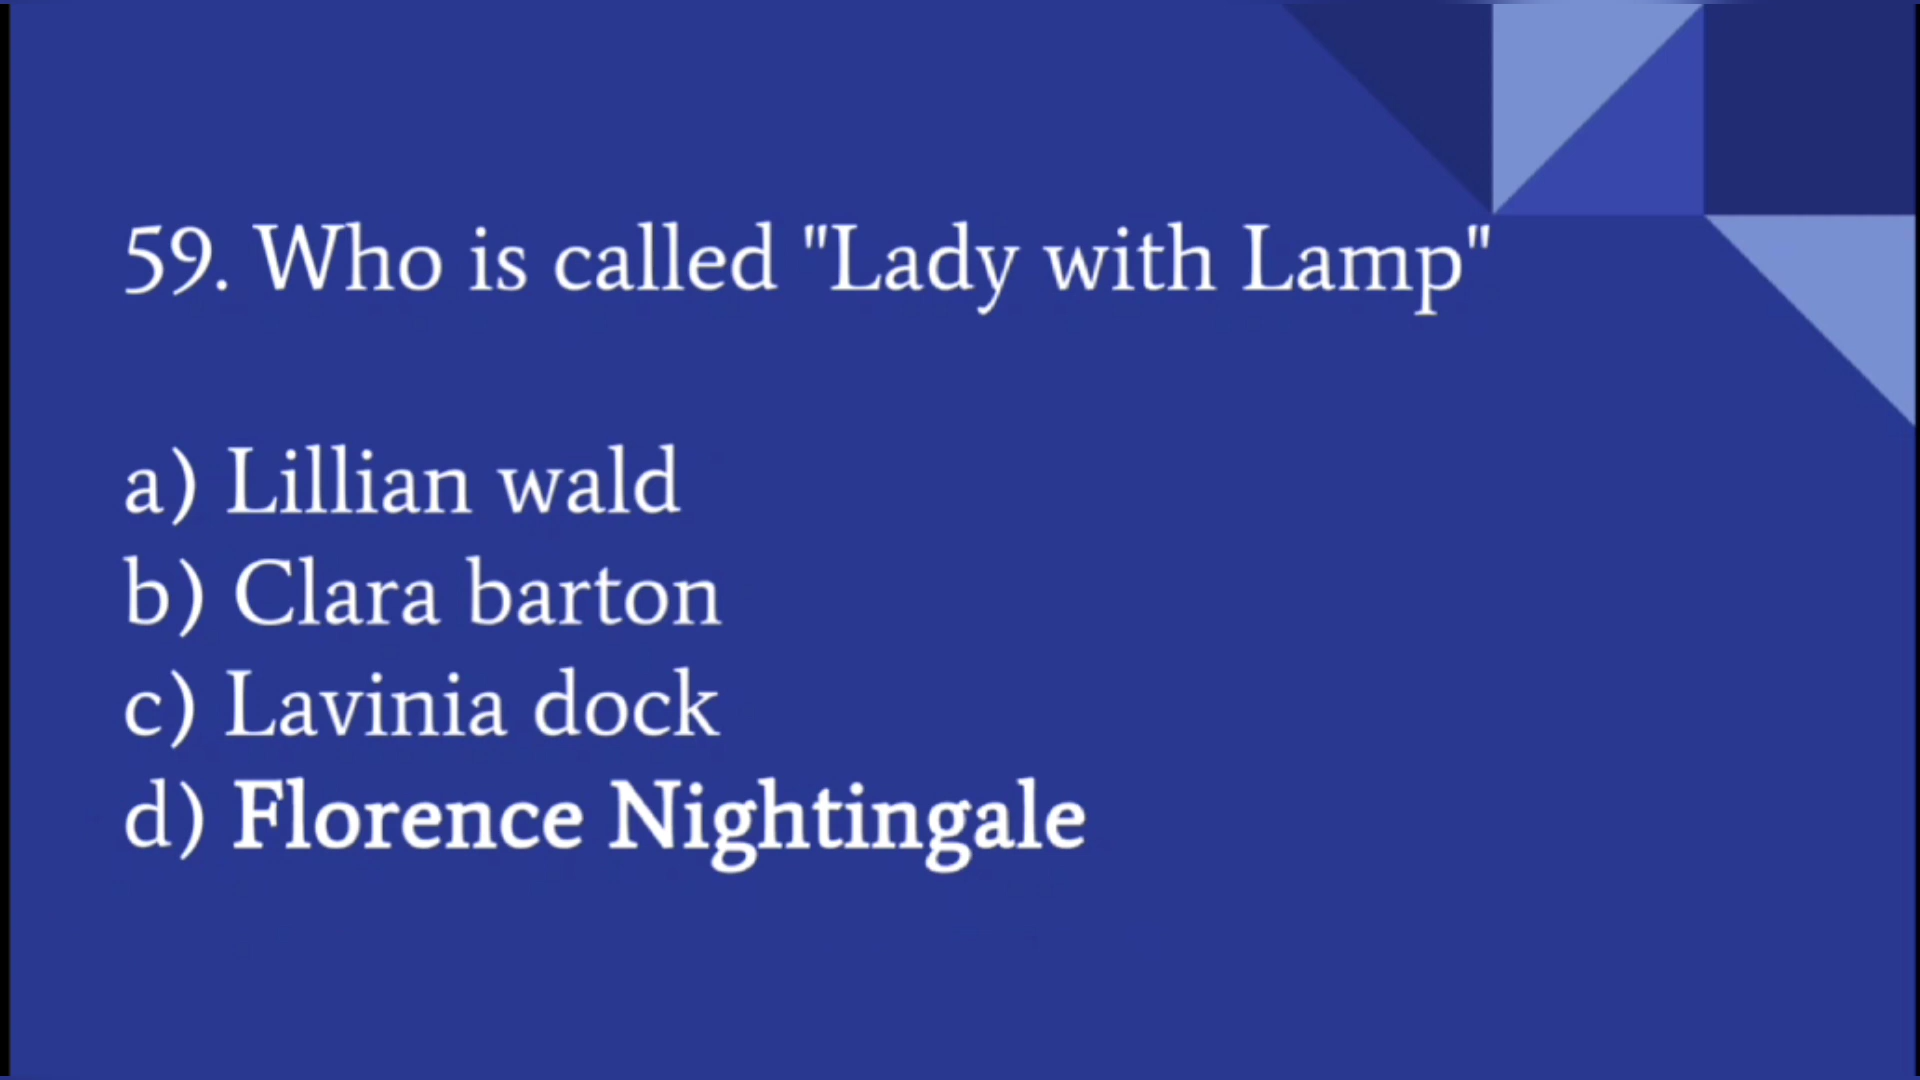 59. Who is called "Lady with Lamp"
a) Lillian wald
b) Clara barton
c) Lavinia dock
d) Florence Nightingale